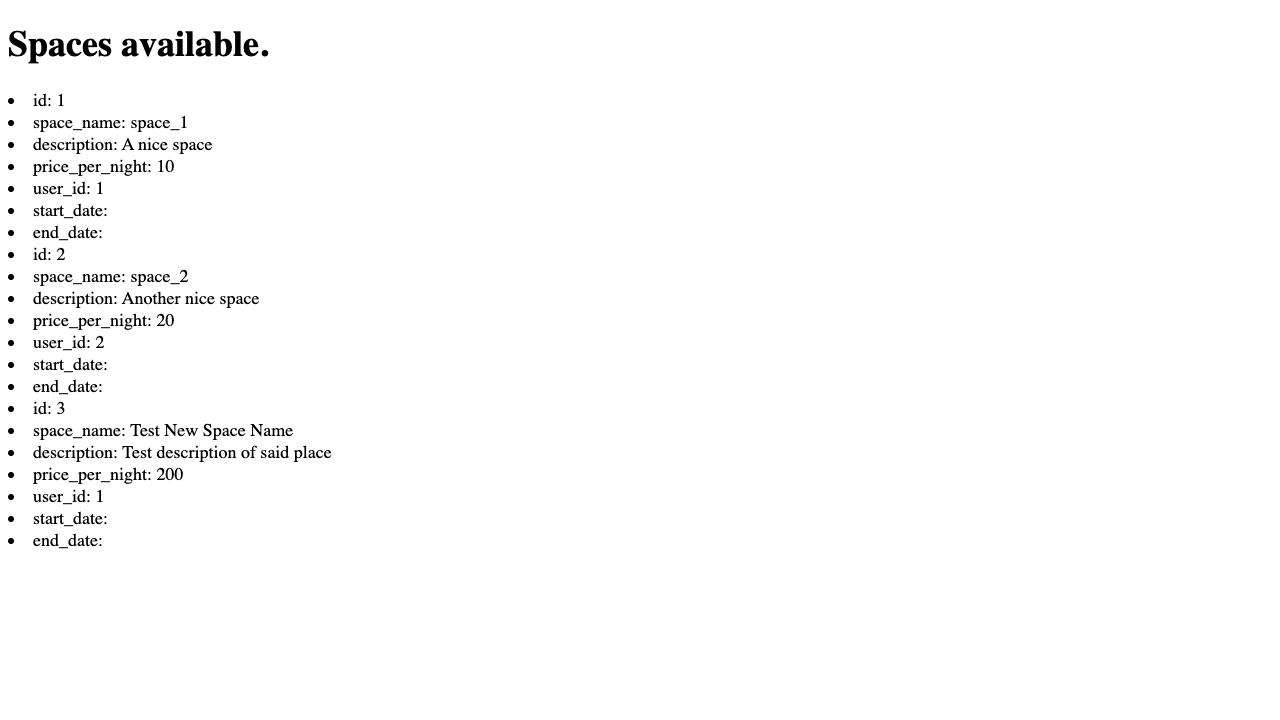 Spaces available.
id: 1
space_name: space_1
description: A nice space
price_per_night: 10
user_id: 1
start_date:
end_date:
id: 2
space_name: space_2
description: Another nice space
price_per_night: 20
user_id: 2
start_date:
end_date:
id: 3
space_name: Test New Space Name
description: Test description of said place
price_per_night: 200
user_id: 1
start_date:
end_date: